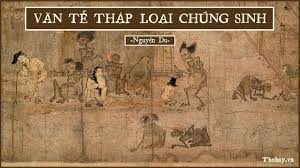 VĂN TẾ THẬP LOẠI CHÚNG SINH
-Nguyễn Du-
Thohay.vn